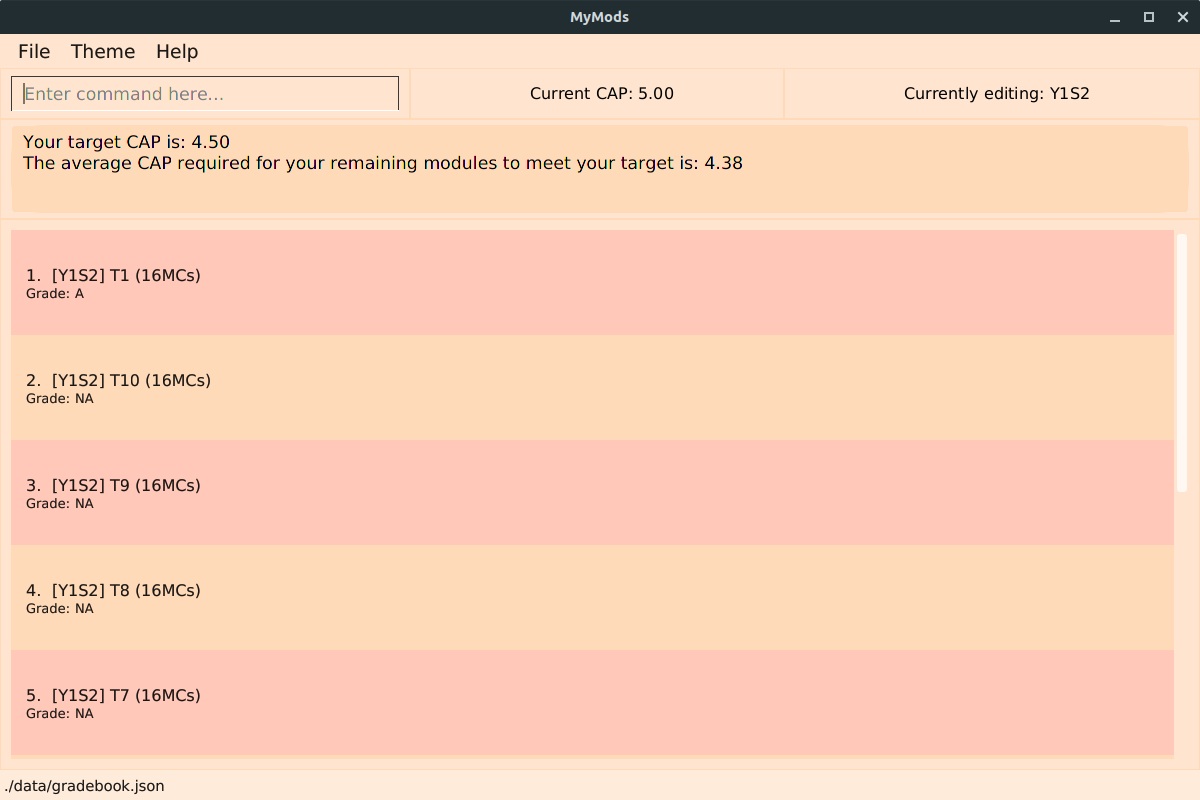 MyMods
File Theme Help
Enter command here...
Current CAP: 5.00
Currently editing: Y1S2
Your target CAP is: 4.50
The average CAP required for your remaining modules to meet your target is: 4.38
1. [Y1S2] T1 (16MCs)
Grade: A
2. [Y1S2] T10 (16MCs)
Grade: NA
3. [Y1S2] T9 (16MCs)
Grade: NA
4. [Y1S2] T8 (16MCs)
Grade: NA
5. [Y1S2] T7 (16MCs)
Grade: NA
./data/gradebook.json